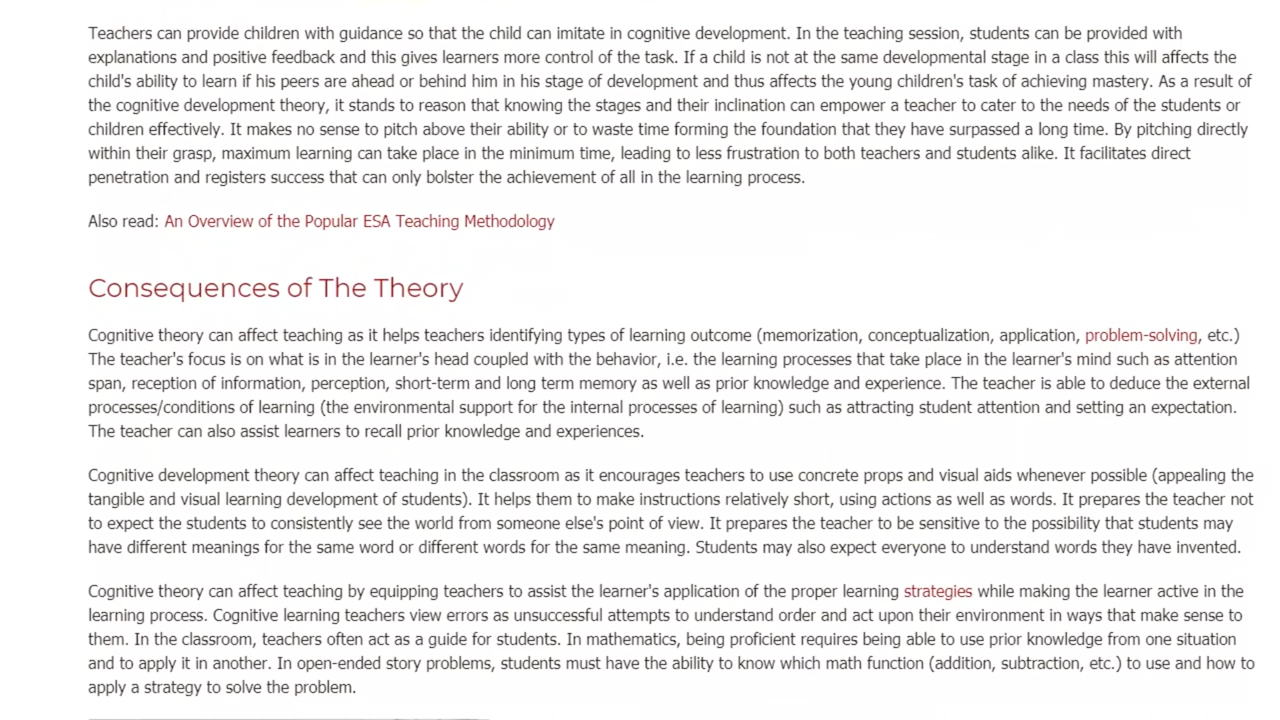 Teachers can provide children with guidance so that the child can imitate in cognitive development. In the teaching session, students can be provided with
explanations and positive feedback and this gives learners more control of the task. If a child is not at the same developmental stage in a class this will affects the
child's ability to learn if his peers are ahead or behind him in his stage of development and thus affects the young children's task of achieving mastery. As a result of
the cognitive development theory, it stands to reason that knowing the stages and their inclination can empower a teacher to cater to the needs of the students or
children effectively. It makes no sense to pitch above their ability or to waste time forming the foundation that they have surpassed a long time. By pitching directly
within their grasp, maximum learning can take place in the minimum time, leading to less frustration to both teachers and students alike. It facilitates direct
penetration and registers success that can only bolster the achievement of all in the learning process.
Also read: An Overview of the Popular ESA Teaching Methodology
Consequences of The Theory
Cognitive theory can affect teaching as it helps teachers identifying types of learning outcome (memorization, conceptualization, application, problem-solving, etc.)
The teacher's focus is on what is in the learner's head coupled with the behavior, i.e. the learning processes that take place in the learner's mind such as attention
span, reception of information, perception, short-term and long term memory as well as prior knowledge and experience. The teacher is able to deduce the external
processes/conditions of learning (the environmental support for the internal processes of learning) such as attracting student attention and setting an expectation.
The teacher can also assist learners to recall prior knowledge and experiences.
Cognitive development theory can affect teaching in the classroom as it encourages teachers to use concrete props and visual aids whenever possible (appealing the
tangible and visual learning development of students). It helps them to make instructions relatively short, using actions as well as words. It prepares the teacher not
to expect the students to consistently see the world from someone else's point of view. It prepares the teacher to be sensitive to the possibility that students may
have different meanings for the same word or different words for the same meaning. Students may also expect everyone to understand words they have invented.
Cognitive theory can affect teaching by equipping teachers to assist the learner's application of the proper learning strategies while making the learner active in the
learning process. Cognitive learning teachers view errors as unsuccessful attempts to understand order and act upon their environment in ways that make sense to
them. In the classroom, teachers often act as a guide for students. In mathematics, being proficient requires being able to use prior knowledge from one situation
and to apply it in another. In open-ended story problems, students must have the ability to know which math function (addition, subtraction, etc.) to use and how to
apply a strategy to solve the problem.